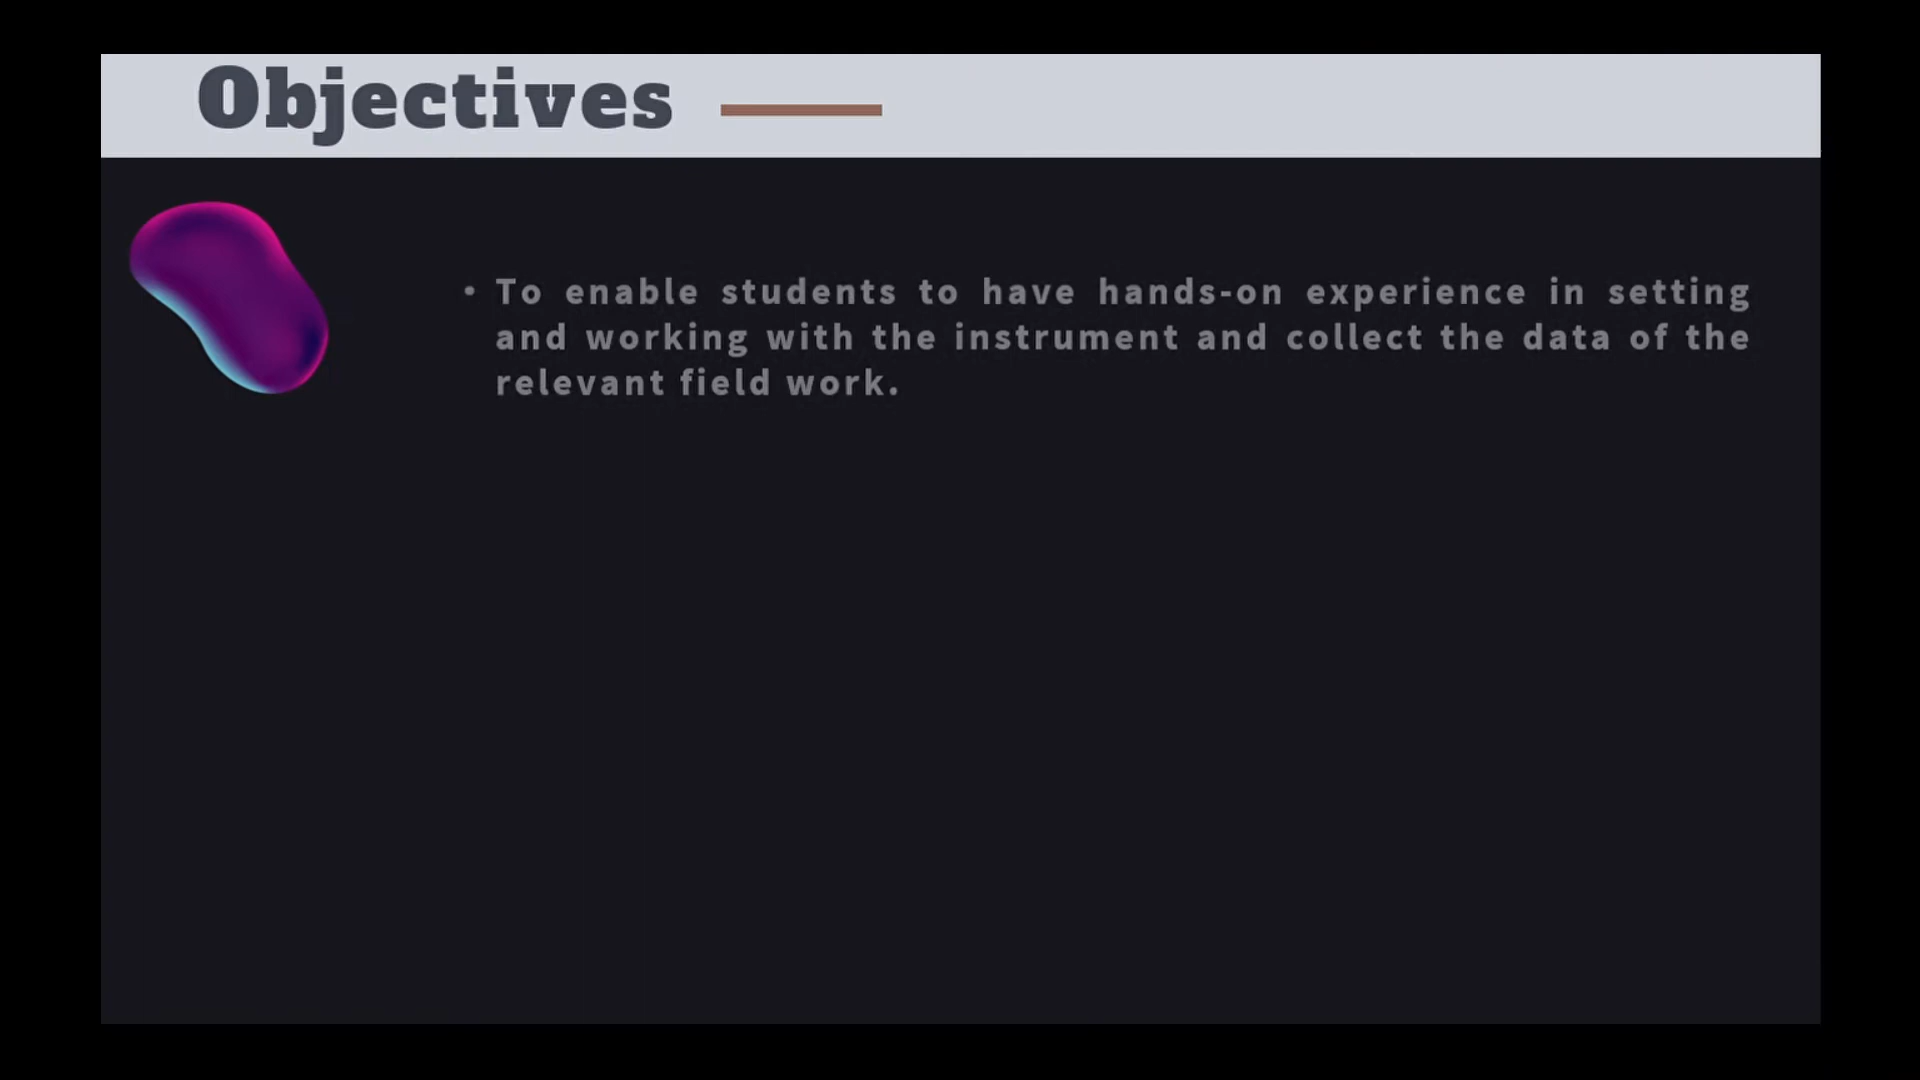 Objectives
• To enable students to have hands-on experience in setting
and working with the instrument and collect the data of the
relevant field work.